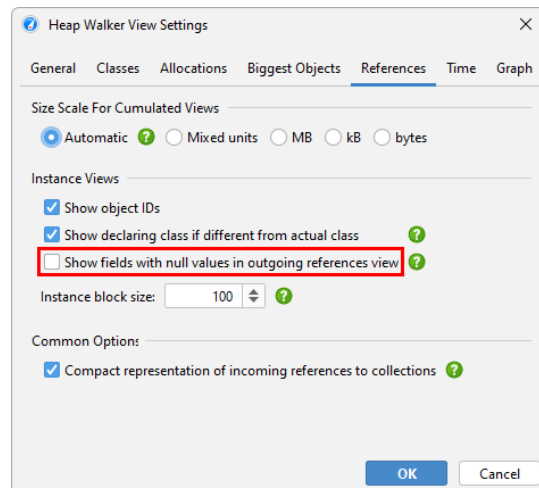 Heap Walker View Settings
General Classes Allocations Biggest Objects References Time Graph
Size Scale For Cumulated Views
Automatic ? Mixed units MB kB bytes
Instance Views
Show object IDs
Show declaring class if different from actual class ?
Show fields with null values in outgoing references view ?
Instance block size: 100 ?
Common Options
Compact representation of incoming references to collections ?
OK Cancel